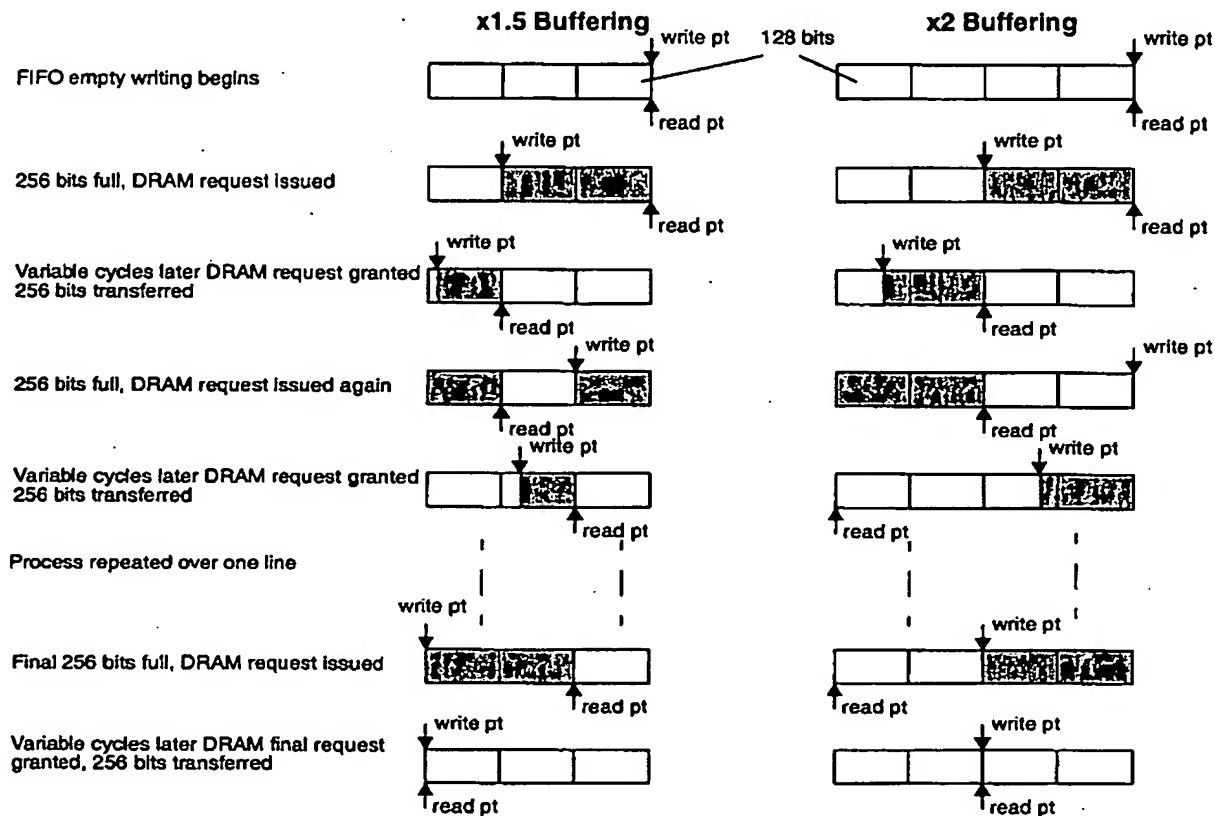 x1.5 Buffering
x2 Buffering
write pt
128 bits
write pt
FIFO empty writing begins
read pt
read pt
write pt
write pt
256 bits full, DRAM request issued
read pt
read pt
write pt
write pt
Variable cycles later DRAM request granted
256 bits transferred
read pt
read pt
write pt
write pt
256 bits full, DRAM request issued again
read pt
read pt
write pt
write pt
Variable cycles later DRAM request granted
256 bits transferred
read pt
read pt
Process repeated over one line
write pt
write pt
Final 256 bits full, DRAM request issued
read pt
read pt
write pt
write pt
Variable cycles later DRAM final request
granted, 256 bits transferred
read pt
read pt